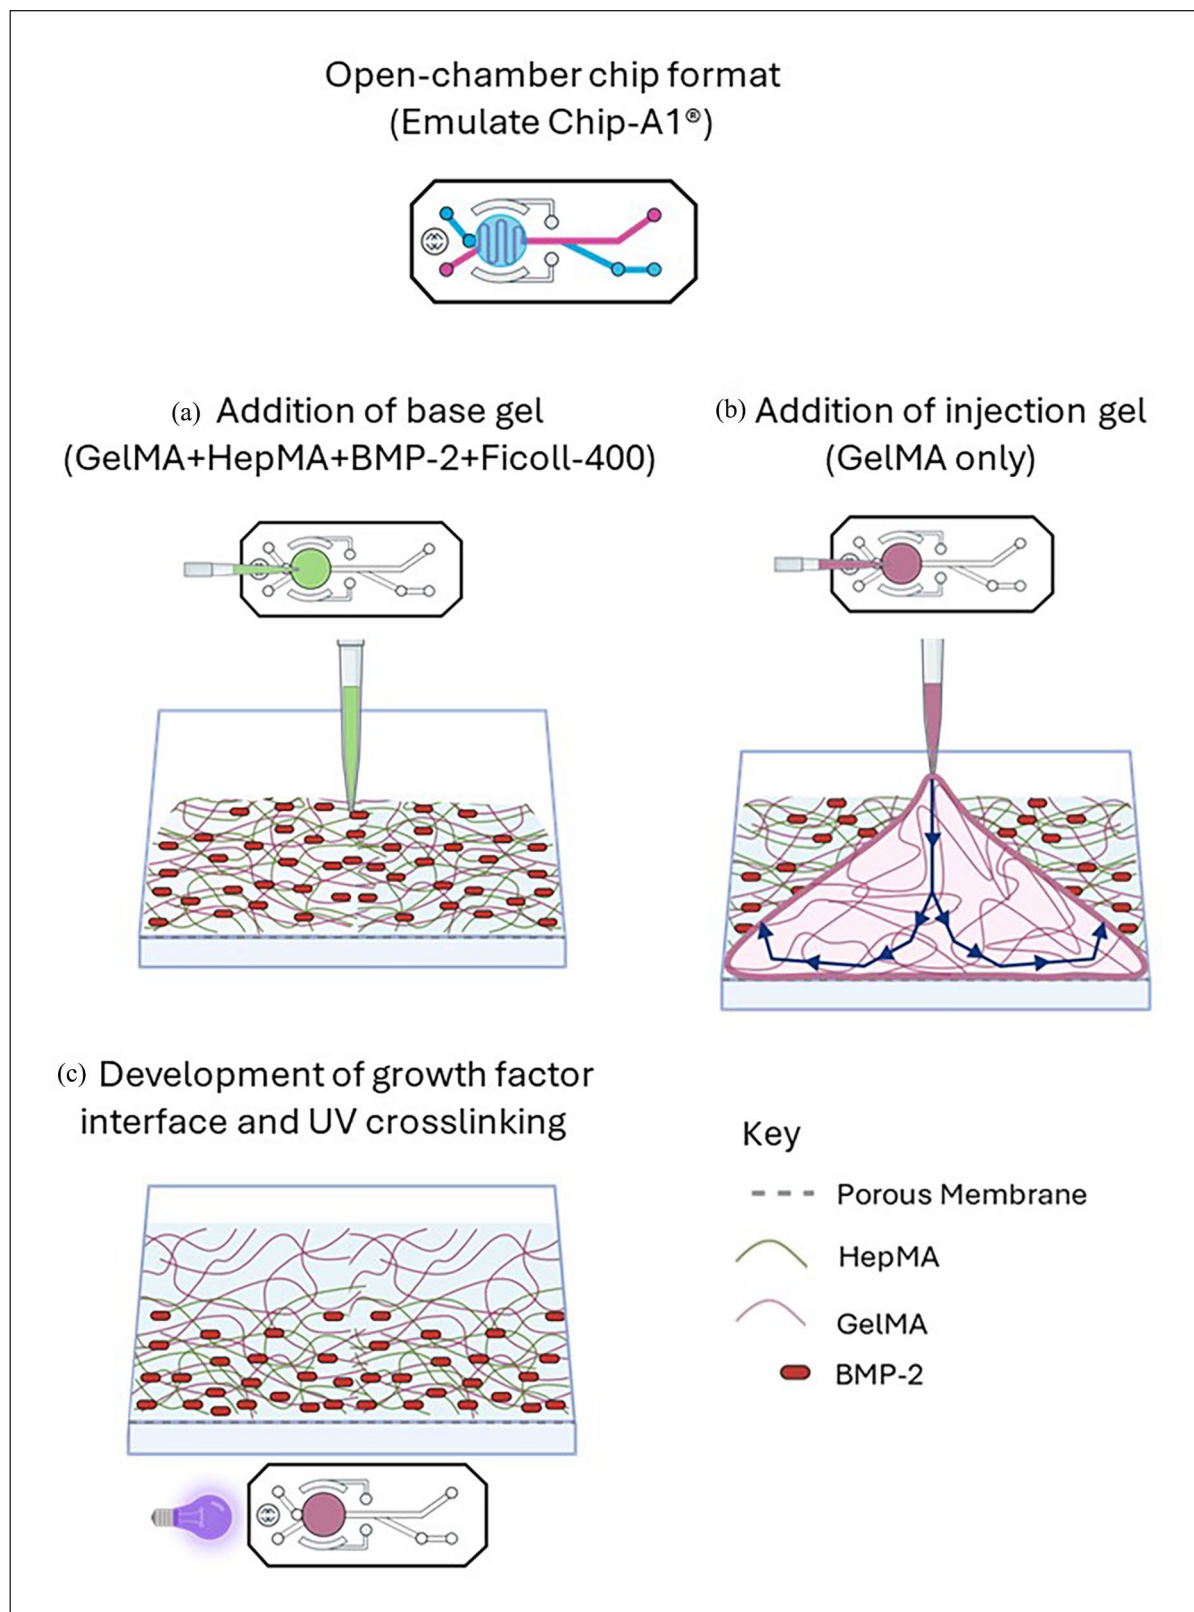 Open-chamber chip format
(Emulate Chip-A1®)
(a) Addition of base gel
(GelMA+HepMA+BMP-2+Ficoll-400)
(b) Addition of injection gel
(GelMA only)
(c) Development of growth factor
interface and UV crosslinking
Key
Porous Membrane
HepMA
GelMA
BMP-2